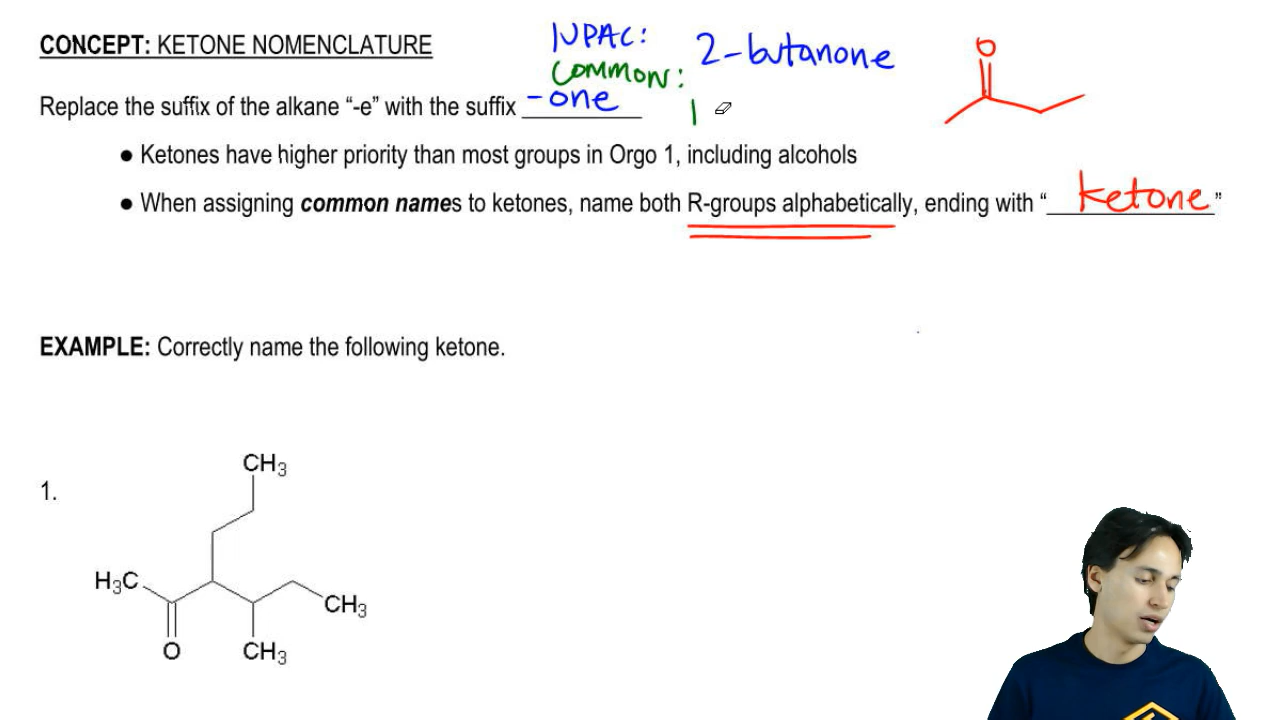 CONCEPT: KETONE NOMENCLATURE
IUPAC: 2-butanone
Common:
Replace the suffix of the alkane “-e” with the suffix -one
● Ketones have higher priority than most groups in Orgo 1, including alcohols
● When assigning common names to ketones, name both R-groups alphabetically, ending with “ketone”
O
EXAMPLE: Correctly name the following ketone.
1.
CH3
H3C
CH3
O
CH3